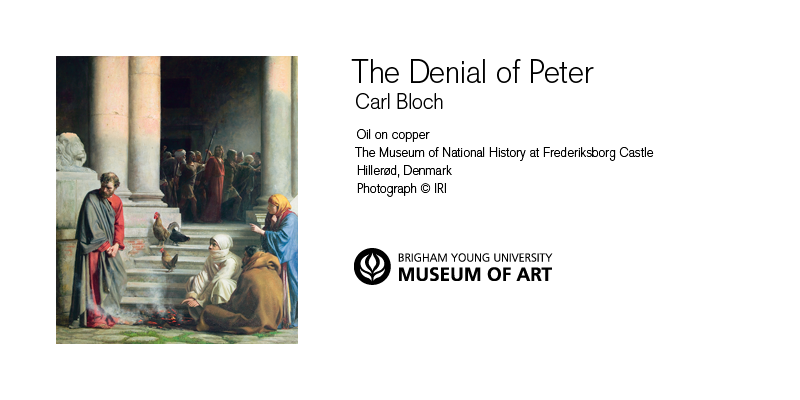 The Denial of Peter
Carl Bloch
Oil on copper
The Museum of National History at Frederiksborg Castle
Hillerød, Denmark
Photograph © IRI
BRIGHAM YOUNG UNIVERSITY
MUSEUM OF ART